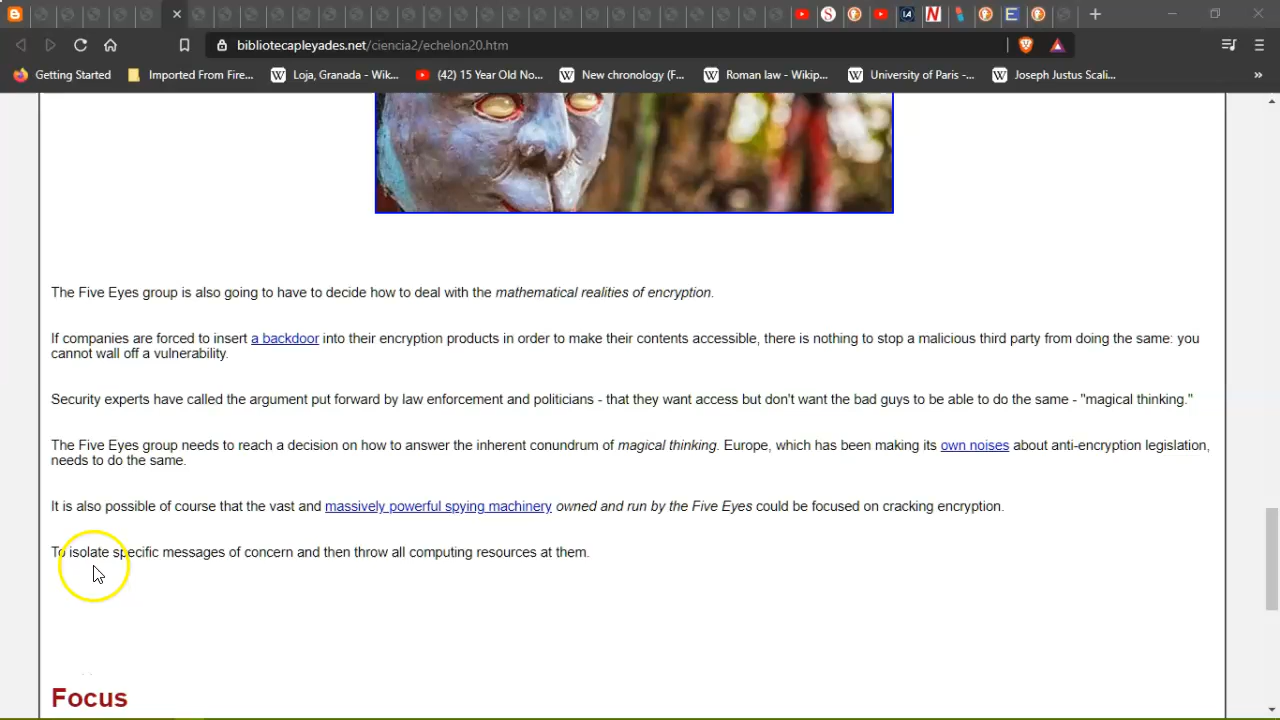 bibliotecapleyades.net/ciencia2/echelon20.htm
Getting Started Imported From Fire... Loja, Granada - Wik... (42) 15 Year Old No... New chronology (F... Roman law - Wikip... University of Paris -... Joseph Justus Scali... »
The Five Eyes group is also going to have to decide how to deal with the mathematical realities of encryption.
If companies are forced to insert a backdoor into their encryption products in order to make their contents accessible, there is nothing to stop a malicious third party from doing the same: you
cannot wall off a vulnerability.
Security experts have called the argument put forward by law enforcement and politicians - that they want access but don't want the bad guys to be able to do the same - "magical thinking."
The Five Eyes group needs to reach a decision on how to answer the inherent conundrum of magical thinking. Europe, which has been making its own noises about anti-encryption legislation,
needs to do the same.
It is also possible of course that the vast and massively powerful spying machinery owned and run by the Five Eyes could be focused on cracking encryption.
To isolate specific messages of concern and then throw all computing resources at them.
Focus